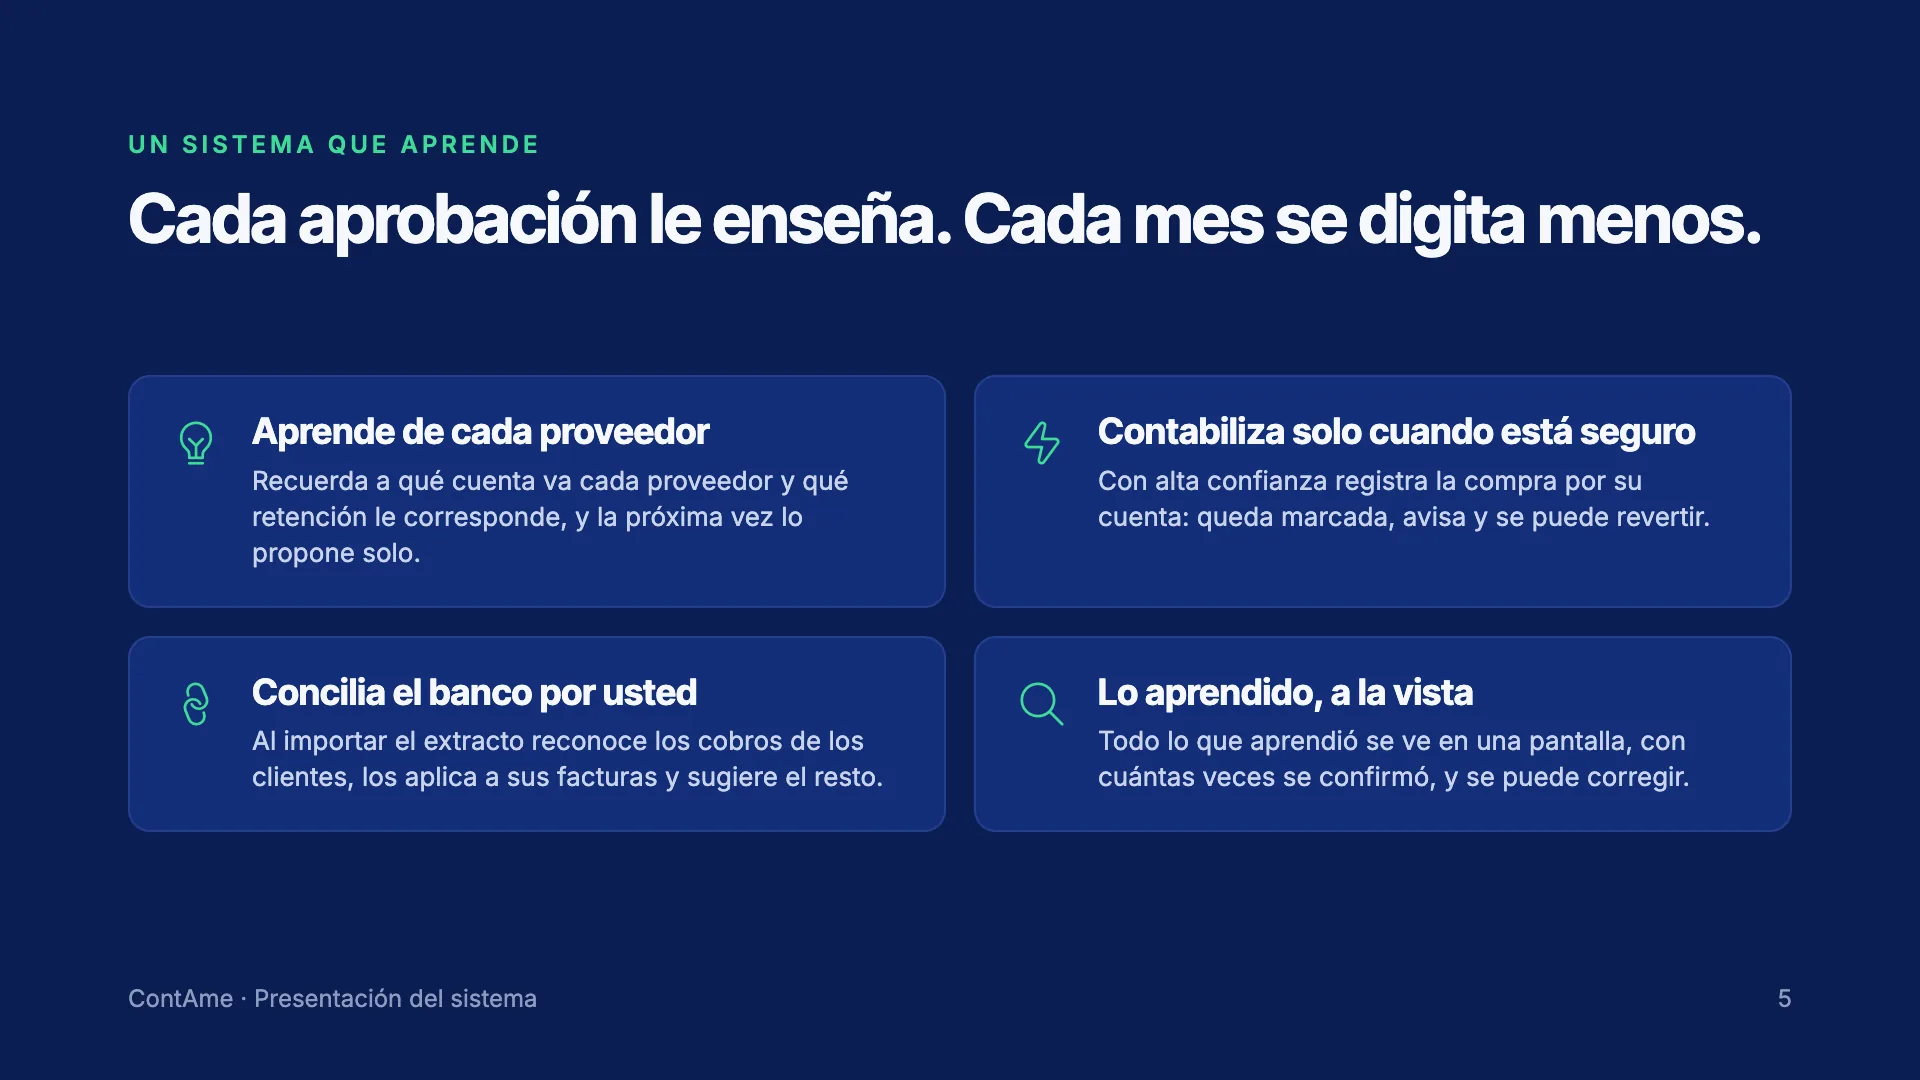 UN SISTEMA QUE APRENDE
Cada aprobación le enseña. Cada mes se digita menos.
Aprende de cada proveedor
Recuerda a qué cuenta va cada proveedor y qué
retención le corresponde, y la próxima vez lo
propone solo.
Contabiliza solo cuando está seguro
Con alta confianza registra la compra por su
cuenta: queda marcada, avisa y se puede revertir.
Concilia el banco por usted
Al importar el extracto reconoce los cobros de los
clientes, los aplica a sus facturas y sugiere el resto.
Lo aprendido, a la vista
Todo lo que aprendió se ve en una pantalla, con
cuántas veces se confirmó, y se puede corregir.
ContAme · Presentación del sistema
5